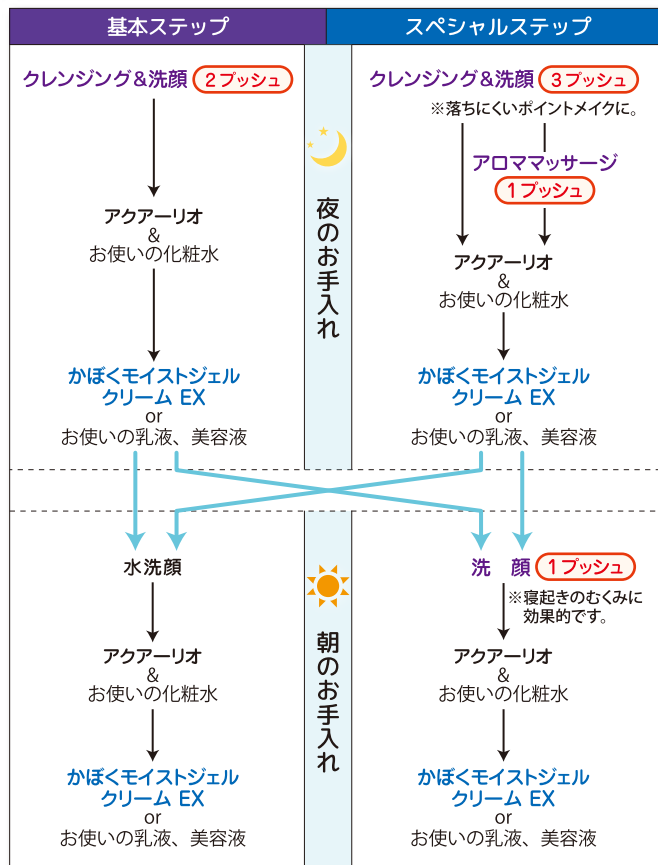 基本ステップ
スペシャルステップ
クレンジング&洗顔 2プッシュ
アクアーリオ
&
お使いの化粧水
かぼくモイストジェル
クリーム EX
or
お使いの乳液、美容液
夜のお手入れ
クレンジング&洗顔 3プッシュ
※落ちにくいポイントメイクに。
アロママッサージ
1プッシュ
アクアーリオ
&
お使いの化粧水
かぼくモイストジェル
クリーム EX
or
お使いの乳液、美容液
水洗顔
アクアーリオ
&
お使いの化粧水
かぼくモイストジェル
クリーム EX
or
お使いの乳液、美容液
朝のお手入れ
洗 顔 1プッシュ
※寝起きのむくみに
効果的です。
アクアーリオ
&
お使いの化粧水
かぼくモイストジェル
クリーム EX
or
お使いの乳液、美容液